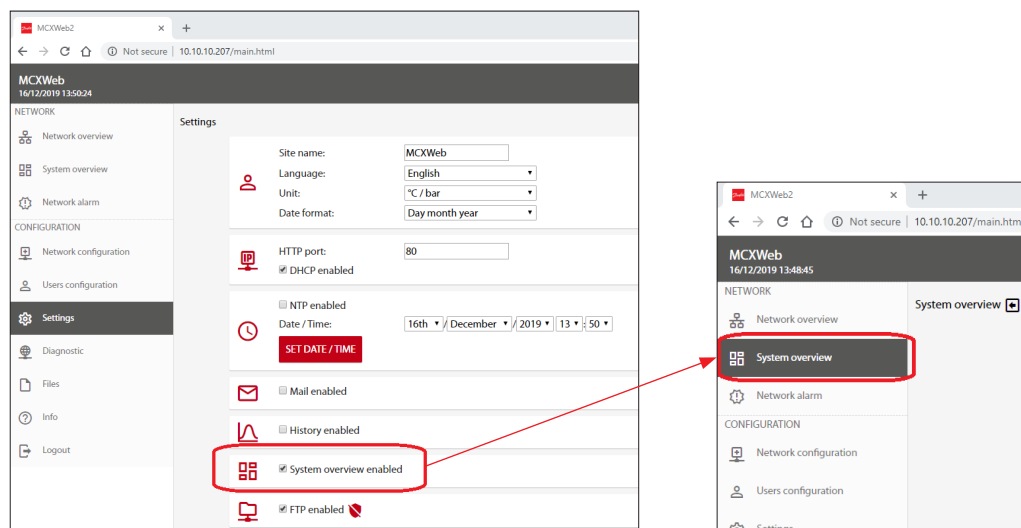 MCXWeb2
Not secure | 10.10.10.207/main.html
MCXWeb
16/12/2019 13:50:24
NETWORK
Network overview
System overview
Network alarm
CONFIGURATION
Network configuration
Users configuration
Settings
Diagnostic
Files
Info
Logout
Settings
Site name: MCXWeb
Language: English
Unit: °C / bar
Date format: Day month year
IP
HTTP port: 80
DHCP enabled
NTP enabled
Date / Time: 16th / December / 2019 13 : 50
SET DATE / TIME
Mail enabled
History enabled
System overview enabled
FTP enabled
MCXWeb2
Not secure | 10.10.10.207/main.htm
MCXWeb
16/12/2019 13:48:45
NETWORK
Network overview
System overview
Network alarm
CONFIGURATION
Network configuration
Users configuration
Settings
System overview